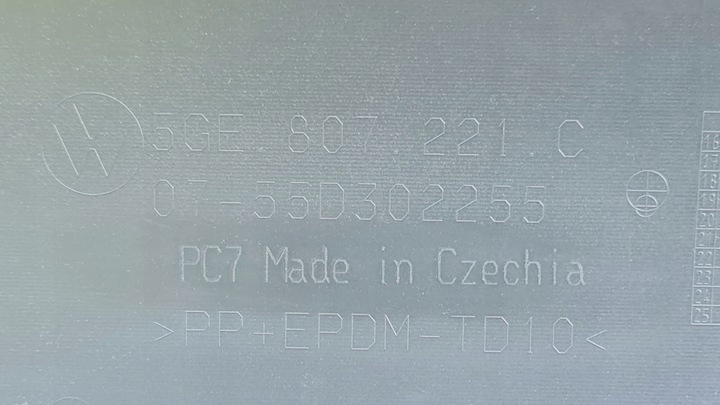 5GE 807 221 C
07-55D302255
PC7 Made in Czechia
>PP+EPDM-TD10<